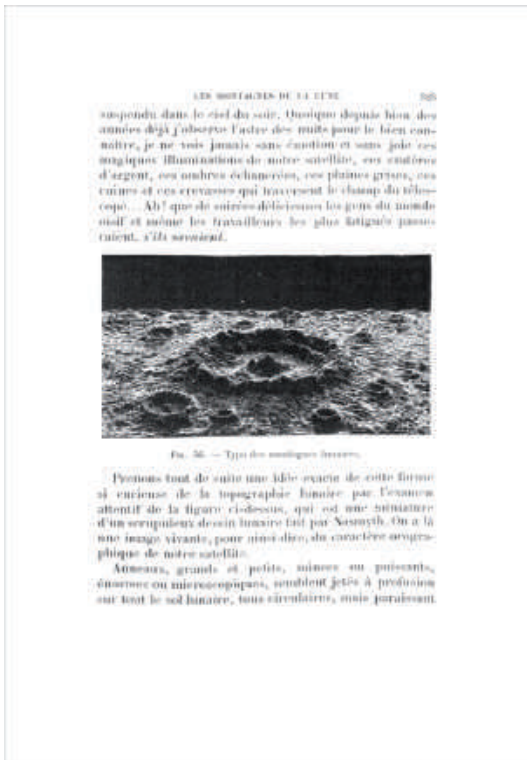 LES MONTAGNES DE LA LUNE
suspendu dans le ciel du soir. Quoique depuis bien des
années déjà j'observe l'astre des nuits pour le bien con-
naître, je ne vois jamais sans émotion et sans joie ces
magiques illuminations de notre satellite, ces cratères
d'argent, ces ombres échancrées, ces plaines grises, ces
ruines et ces crevasses qui traversent le champ du téles-
cope... Ah! que de soirées délicieuses les gens du monde
oisif et même les travailleurs les plus fatigués passe-
raient, s'ils savaient.
Fig. 56. — Type des montagnes lunaires.
Prenons tout de suite une idée exacte de cette forme
si curieuse de la topographie lunaire par l'examen
attentif de la figure ci-dessus, qui est une miniature
d'un scrupuleux dessin lunaire fait par Nasmyth. On a là
une image vivante, pour ainsi dire, du caractère orogra-
phique de notre satellite.
Anneaux, grands et petits, minces ou puissants,
énormes ou microscopiques, semblent jetés à profusion
sur tout le sol lunaire, tous circulaires, mais paraissant